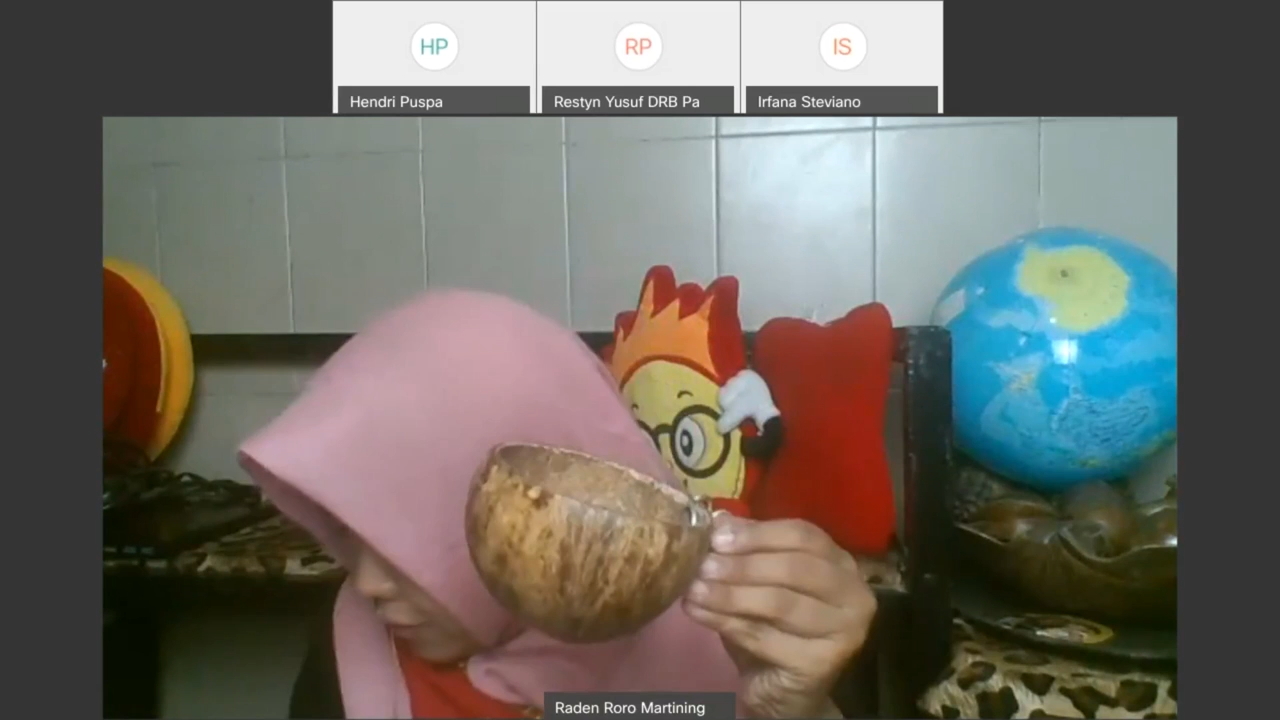 HP
RP
IS
Hendri Puspa
Restyn Yusuf DRB Pa
Irfana Steviano
Raden Roro Martining